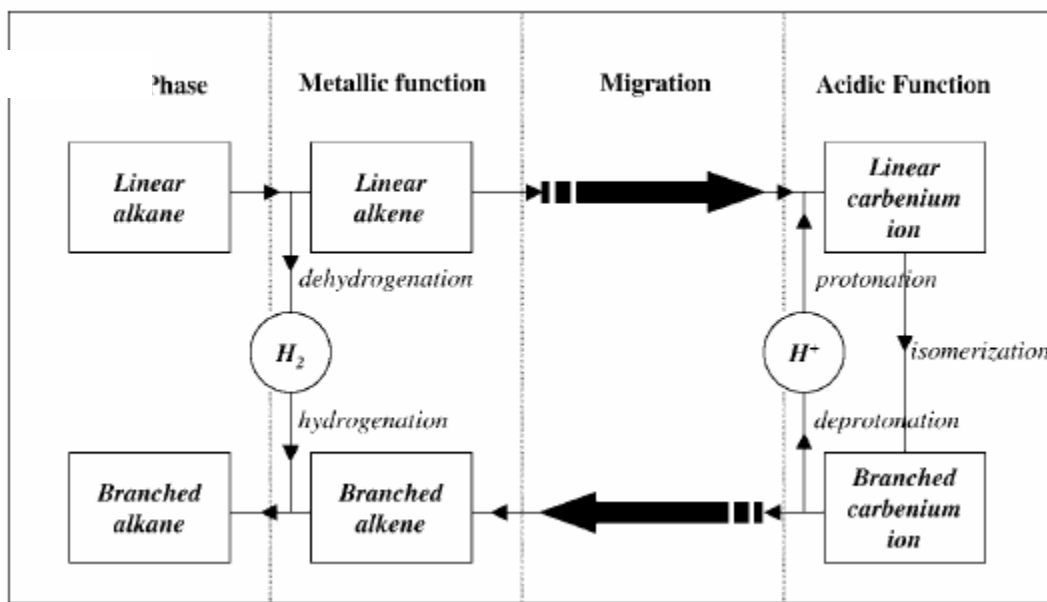 Phase
Metallic function
Migration
Acidic Function
Linear
alkane
Linear
alkene
Linear
carbenium
ion
dehydrogenation
protonation
H₂
H⁺
isomerization
hydrogenation
deprotonation
Branched
alkane
Branched
alkene
Branched
carbenium
ion